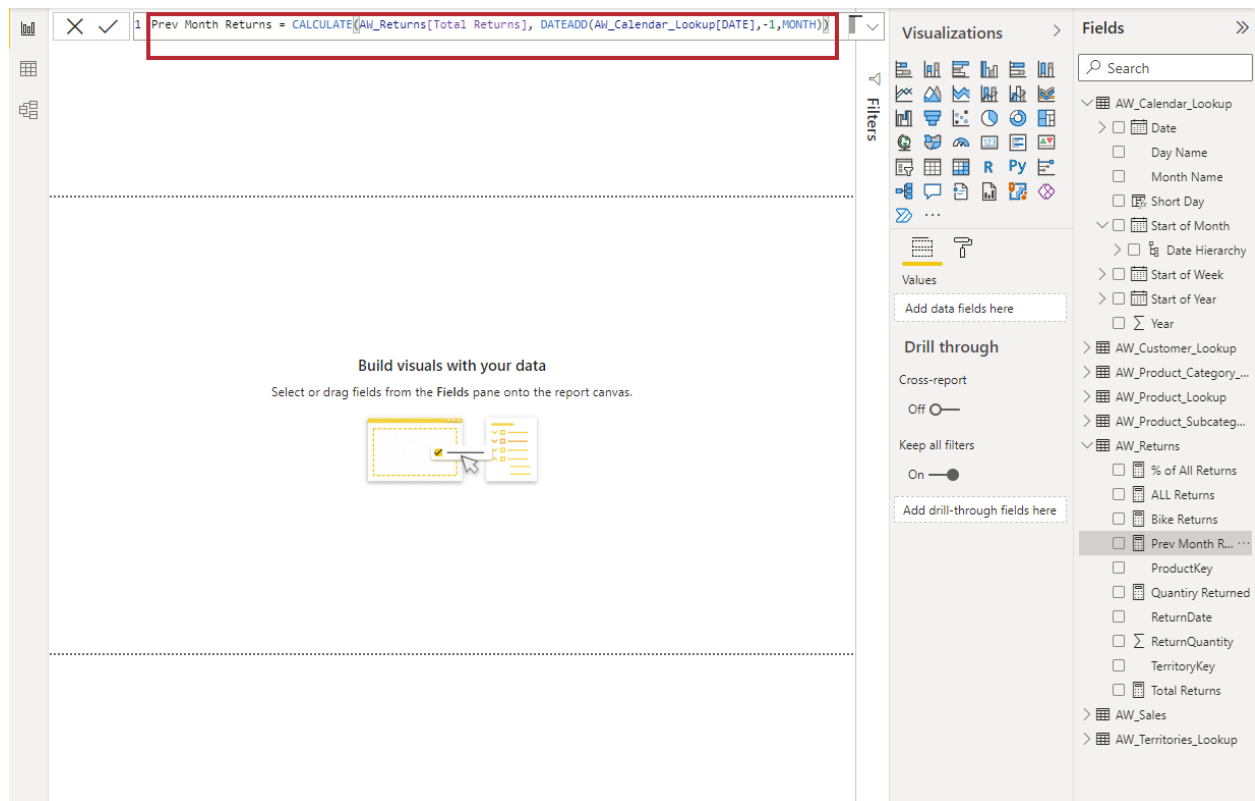 1 Prev Month Returns = CALCULATE(AW_Returns[Total Returns], DATEADD(AW_Calendar_Lookup[DATE],-1,MONTH))
Filters
Build visuals with your data
Select or drag fields from the Fields pane onto the report canvas.
Visualizations
123
R Py
Values
Add data fields here
Drill through
Cross-report
Off
Keep all filters
On
Add drill-through fields here
Fields
Search
AW_Calendar_Lookup
Date
Day Name
Month Name
Short Day
Start of Month
Date Hierarchy
Start of Week
Start of Year
Year
AW_Customer_Lookup
AW_Product_Category_...
AW_Product_Lookup
AW_Product_Subcateg...
AW_Returns
% of All Returns
ALL Returns
Bike Returns
Prev Month R... ...
ProductKey
Quantiry Returned
ReturnDate
ReturnQuantity
TerritoryKey
Total Returns
AW_Sales
AW_Territories_Lookup